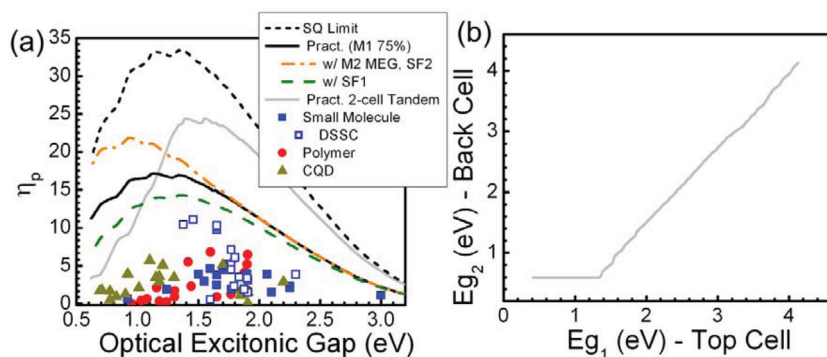 (a)
35
30
25
20
15
10
5
0
ηp
0.5 1.0 1.5 2.0 2.5 3.0
Optical Excitonic Gap (eV)
SQ Limit
Pract. (M1 75%)
w/ M2 MEG, SF2
w/ SF1
Pract. 2-cell Tandem
Small Molecule
DSSC
Polymer
CQD
(b)
4
3
2
1
Eg2 (eV) - Back Cell
0 1 2 3 4
Eg1 (eV) - Top Cell